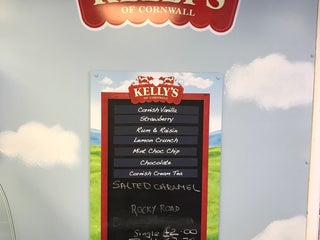 KELLY'S
OF CORNWALL
KELLY'S
OF CORNWALL
Cornish Vanilla
Strawberry
Rum & Raisin
Lemon Crunch
Mint Choc Chip
Chocolate
Cornish Cream Tea
SALTED CARAMEL
ROCKY ROAD
Single £2.00